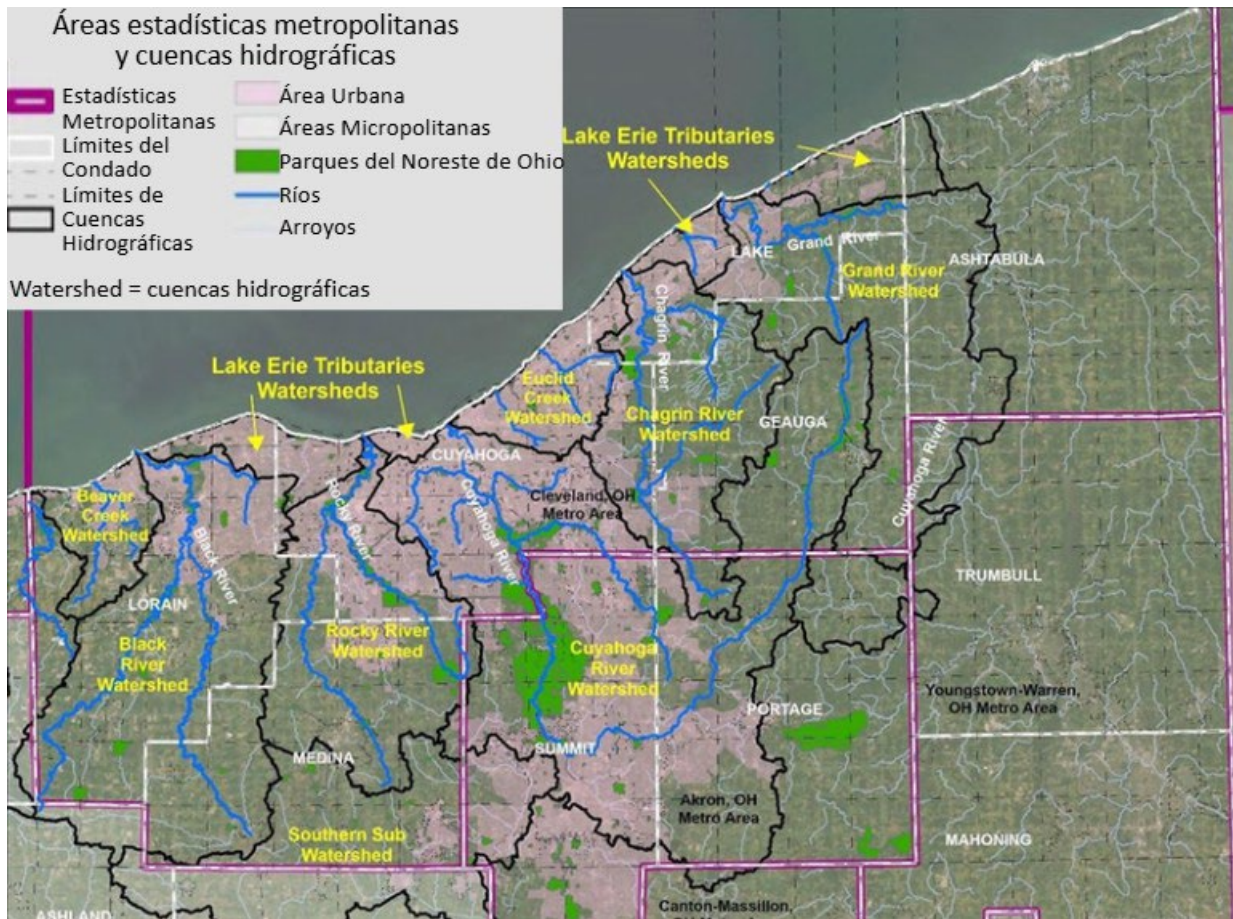 Áreas estadísticas metropolitanas
y cuencas hidrográficas
Estadísticas
Metropolitanas
Límites del
Condado
Límites de
Cuencas
Hidrográficas
Área Urbana
Áreas Micropolitanas
Parques del Noreste de Ohio
Ríos
Arroyos
Watershed = cuencas hidrográficas
Lake Erie Tributaries
Watersheds
LAKE
Grand River
Grand River
Watershed
ASHTABULA
Chagrin River
Lake Erie Tributaries
Watersheds
Euclid
Creek
Watershed
Chagrin River
Watershed
GEAUGA
Cuyahoga River
CUYAHOGA
Cuyahoga River
Cleveland, OH
Metro Area
Beaver
Creek
Watershed
Black River
Rocky River
LORAIN
Black
River
Watershed
Rocky River
Watershed
Cuyahoga
River
Watershed
TRUMBULL
Youngstown-Warren,
OH Metro Area
PORTAGE
SUMMIT
MEDINA
Akron, OH
Metro Area
Southern Sub
Watershed
MAHONING
ASHLAND
Canton-Massillon,